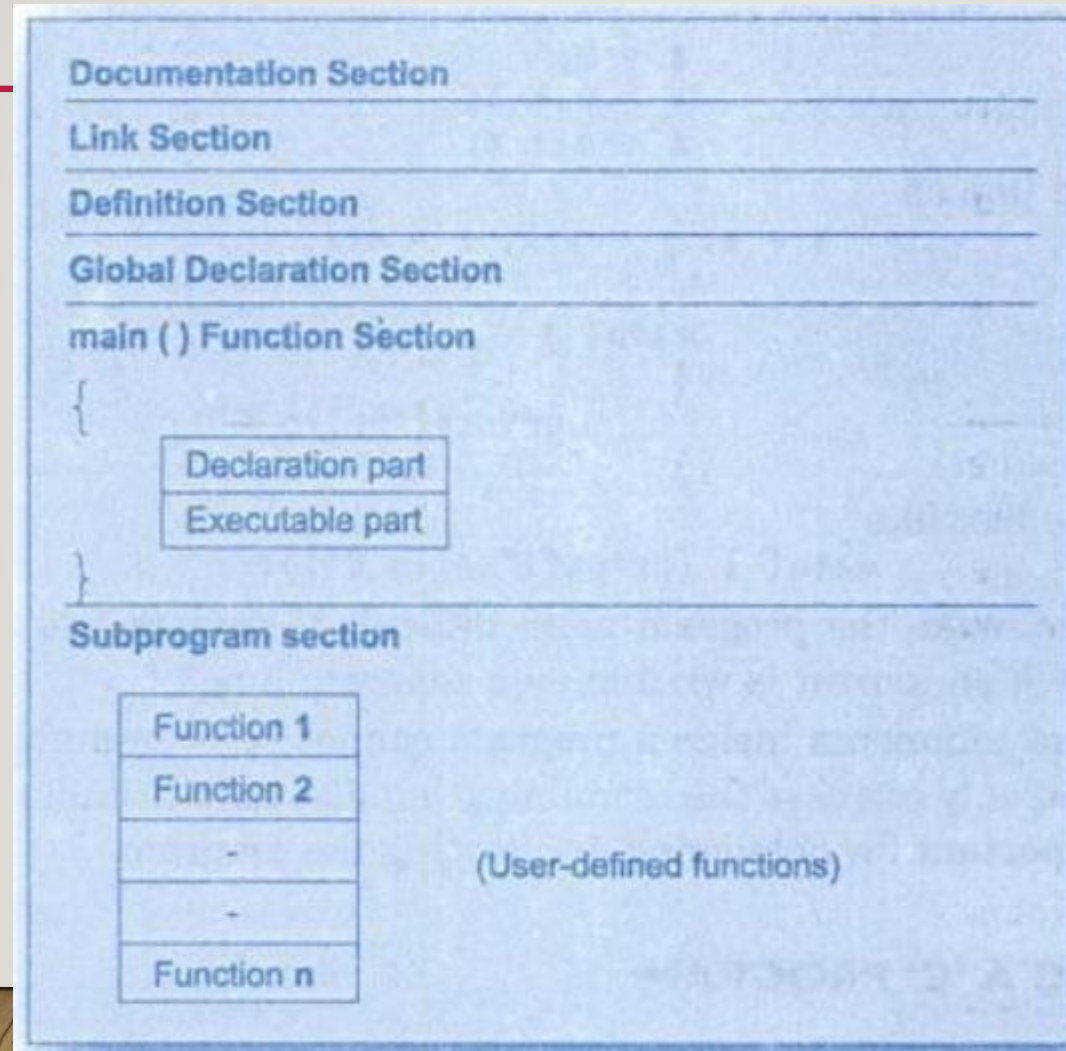 Documentation Section
Link Section
Definition Section
Global Declaration Section
main ( ) Function Section
{
Declaration part
Executable part
}
Subprogram section
Function 1
Function 2
-
(User-defined functions)
-
Function n